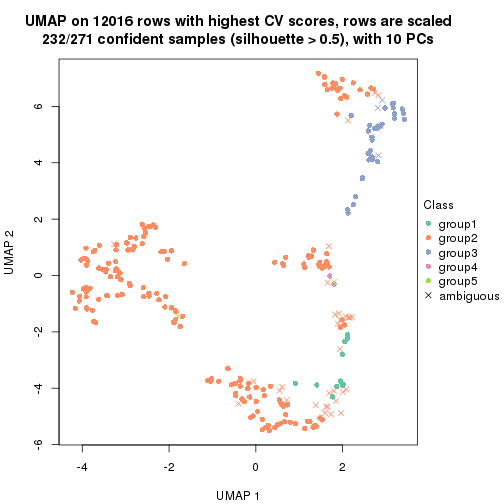 UMAP on 12016 rows with highest CV scores, rows are scaled
232/271 confident samples (silhouette > 0.5), with 10 PCs
6
4
2
0
-2
-4
-6
UMAP 2
-4
-2
0
2
UMAP 1
Class
group1
group2
group3
group4
group5
ambiguous